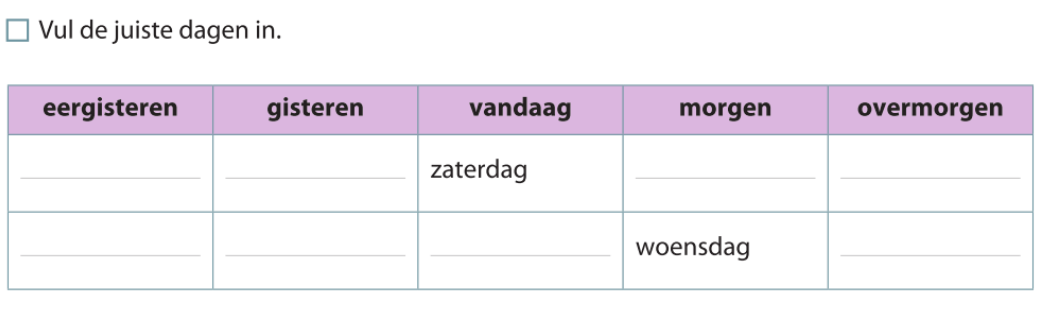 Vul de juiste dagen in.
eergisteren gisteren vandaag morgen overmorgen
zaterdag
woensdag